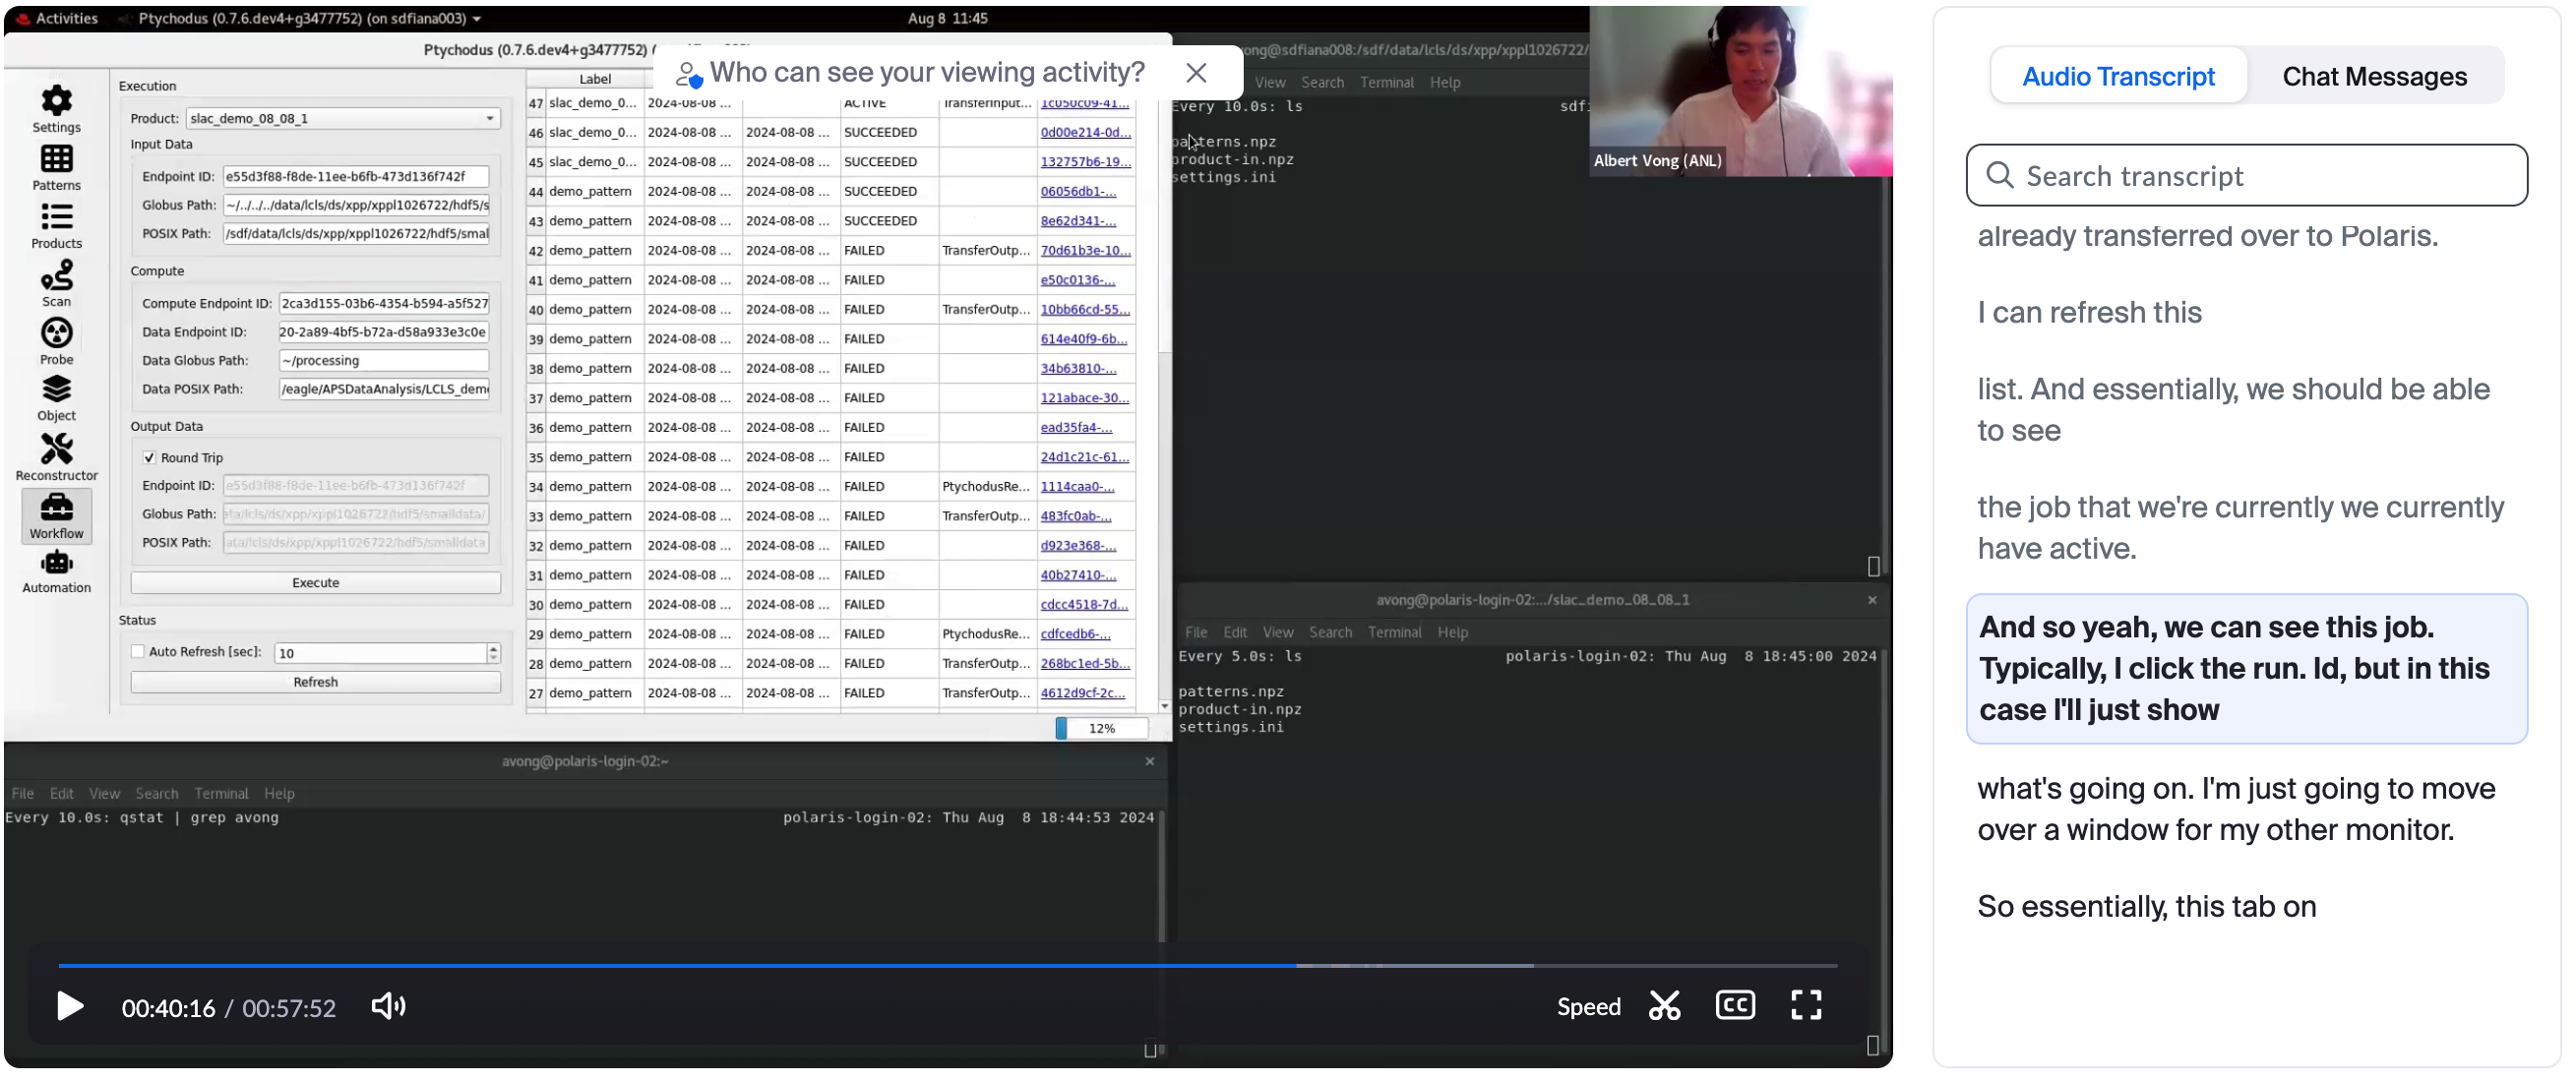 Activities
Ptychodus (0.7.6.dev4+g3477752) (on sdfiana003)
Aug 8 11:45
Ptychodus (0.7.6.dev4+g3477752) (
Who can see your viewing activity?
Settings
Patterns
Products
Scan
Probe
Object
Reconstructor
Workflow
Automation
Execution
Product: slac_demo_08_08_1
Input Data
Endpoint ID: e55d3f88-f8de-11ee-b6fb-473d136f742f
Globus Path: ~/../../../data/lcls/ds/xpp/xppl1026722/hdf5/s
POSIX Path: /sdf/data/lcls/ds/xpp/xppl1026722/hdf5/smal
Compute
Compute Endpoint ID: 2ca3d155-03b6-4354-b594-a5f527
Data Endpoint ID: 20-2a89-4bf5-b72a-d58a933e3c0e
Data Globus Path: ~/processing
Data POSIX Path: /eagle/APSDataAnalysis/LCLS_dem
Output Data
Round Trip
Endpoint ID: e55d3f88-f8de-11ee-b6fb-473d136f742f
Globus Path: ata/lcls/ds/xpp/xppl1026722/hdf5/smalldata/
POSIX Path: ata/lcls/ds/xpp/xppl1026722/hdf5/smalldata
Execute
Status
Auto Refresh [sec]: 10
Refresh
Label
47 slac_demo_0... 2024-08-08 ... ACTIVE TransferInput... 1c050c09-41...
46 slac_demo_0... 2024-08-08 ... 2024-08-08 ... SUCCEEDED 0d00e214-0d...
45 slac_demo_0... 2024-08-08 ... 2024-08-08 ... SUCCEEDED 132757b6-19...
44 demo_pattern 2024-08-08 ... 2024-08-08 ... SUCCEEDED 06056db1-...
43 demo_pattern 2024-08-08 ... 2024-08-08 ... SUCCEEDED 8e62d341-...
42 demo_pattern 2024-08-08 ... 2024-08-08 ... FAILED TransferOutp... 70d61b3e-10...
41 demo_pattern 2024-08-08 ... 2024-08-08 ... FAILED e50c0136-...
40 demo_pattern 2024-08-08 ... 2024-08-08 ... FAILED TransferOutp... 10bb66cd-55...
39 demo_pattern 2024-08-08 ... 2024-08-08 ... FAILED 614e40f9-6b...
38 demo_pattern 2024-08-08 ... 2024-08-08 ... FAILED 34b63810-...
37 demo_pattern 2024-08-08 ... 2024-08-08 ... FAILED 121abace-30...
36 demo_pattern 2024-08-08 ... 2024-08-08 ... FAILED ead35fa4-...
35 demo_pattern 2024-08-08 ... 2024-08-08 ... FAILED 24d1c21c-61...
34 demo_pattern 2024-08-08 ... 2024-08-08 ... FAILED PtychodusRe... 1114caa0-...
33 demo_pattern 2024-08-08 ... 2024-08-08 ... FAILED TransferOutp... 483fc0ab-...
32 demo_pattern 2024-08-08 ... 2024-08-08 ... FAILED d923e368-...
31 demo_pattern 2024-08-08 ... 2024-08-08 ... FAILED 40b27410-...
30 demo_pattern 2024-08-08 ... 2024-08-08 ... FAILED cdcc4518-7d...
29 demo_pattern 2024-08-08 ... 2024-08-08 ... FAILED PtychodusRe... cdfcedb6-...
28 demo_pattern 2024-08-08 ... 2024-08-08 ... FAILED TransferOutp... 268bc1ed-5b...
27 demo_pattern 2024-08-08 ... 2024-08-08 ... FAILED TransferOutp... 4612d9cf-2c...
12%
ong@sdfiana008:/sdf/data/lcls/ds/xpp/xppl1026722/
View Search Terminal Help
Every 10.0s: ls sdfi
patterns.npz
product-in.npz
settings.ini
Albert Vong (ANL)
avong@polaris-login-02:.../slac_demo_08_08_1
File Edit View Search Terminal Help
Every 5.0s: ls polaris-login-02: Thu Aug 8 18:45:00 2024
patterns.npz
product-in.npz
settings.ini
avong@polaris-login-02:~
File Edit View Search Terminal Help
Every 10.0s: qstat | grep avong polaris-login-02: Thu Aug 8 18:44:53 2024
00:40:16 / 00:57:52
Speed
CC
Audio Transcript
Chat Messages
Search transcript
already transferred over to Polaris.
I can refresh this
list. And essentially, we should be able
to see
the job that we're currently we currently
have active.
And so yeah, we can see this job.
Typically, I click the run. Id, but in this
case I'll just show
what's going on. I'm just going to move
over a window for my other monitor.
So essentially, this tab on